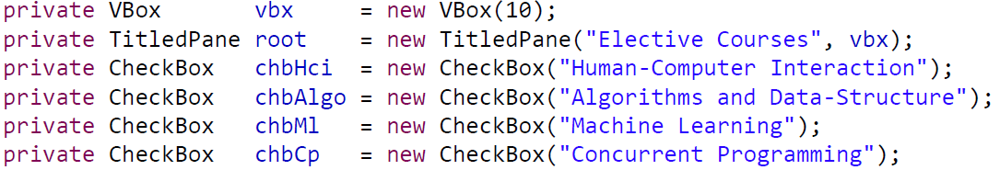 private VBox       vbx     = new VBox(10);
private TitledPane root    = new TitledPane("Elective Courses", vbx);
private CheckBox   chbHci  = new CheckBox("Human-Computer Interaction");
private CheckBox   chbAlgo = new CheckBox("Algorithms and Data-Structure");
private CheckBox   chbMl   = new CheckBox("Machine Learning");
private CheckBox   chbCp   = new CheckBox("Concurrent Programming");